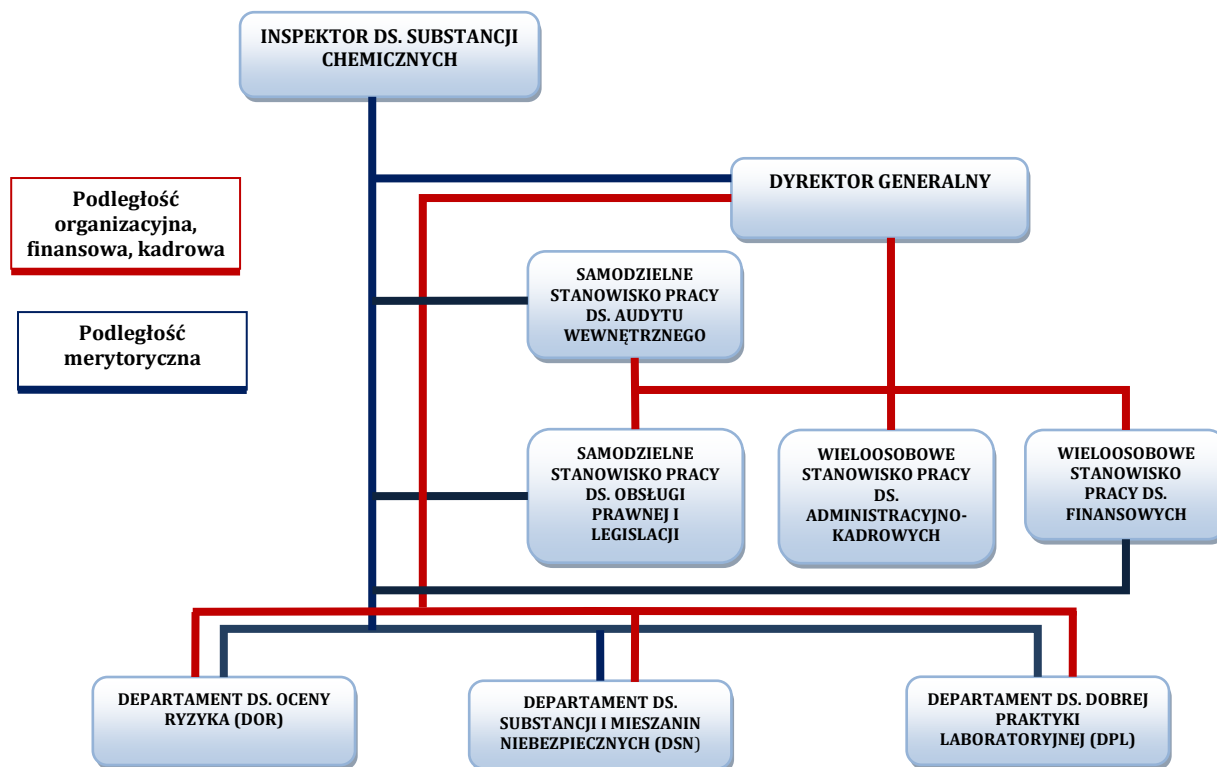 INSPEKTOR DS. SUBSTANCJI
CHEMICZNYCH
Podległość
organizacyjna,
finansowa, kadrowa
DYREKTOR GENERALNY
SAMODZIELNE
STANOWISKO PRACY
DS. AUDYTU
WEWNĘTRZNEGO
Podległość
merytoryczna
SAMODZIELNE
STANOWISKO PRACY
DS. OBSŁUGI
PRAWNEJ I
LEGISLACJI
WIELOOSOBOWE
STANOWISKO PRACY
DS.
ADMINISTRACYJNO-
KADROWYCH
WIELOOSOBOWE
STANOWISKO
PRACY DS.
FINANSOWYCH
DEPARTAMENT DS. OCENY
RYZYKA (DOR)
DEPARTAMENT DS.
SUBSTANCJI I MIESZANIN
NIEBEZPIECZNYCH (DSN)
DEPARTAMENT DS. DOBREJ
PRAKTYKI
LABORATORYJNEJ (DPL)